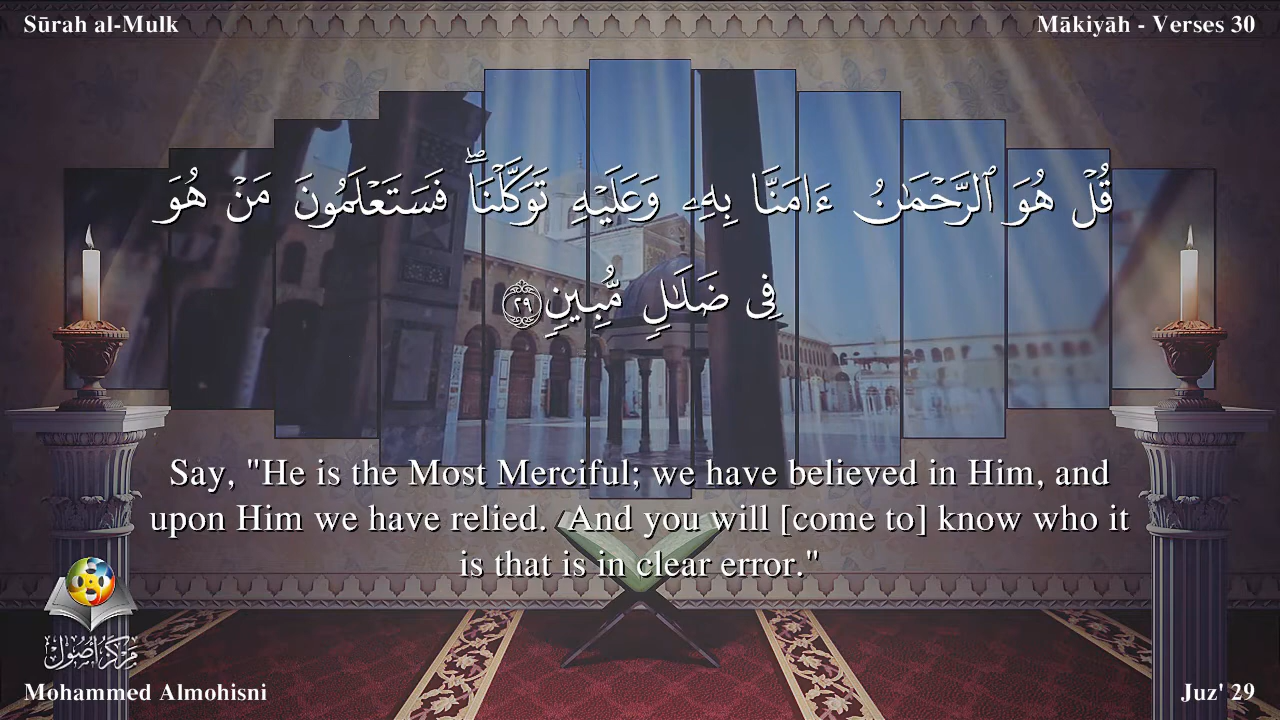 Sūrah al-Mulk
Mākiyāh - Verses 30
قُلْ هُوَ ٱلرَّحْمَـٰنُ ءَامَنَّا بِهِۦ وَعَلَيْهِ تَوَكَّلْنَا ۖ فَسَتَعْلَمُونَ مَنْ هُوَ
فِى ضَلَـٰلٍ مُّبِينٍ ٢٩
Say, "He is the Most Merciful; we have believed in Him, and
upon Him we have relied. And you will [come to] know who it
is that is in clear error."
مركز أصول
Mohammed Almohisni
Juz' 29